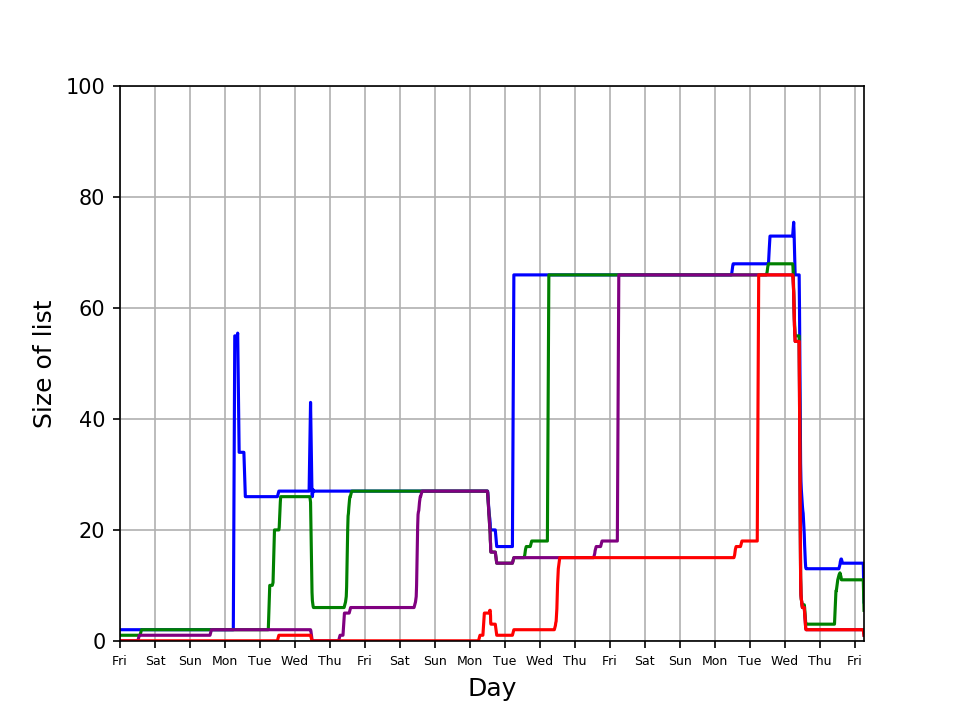 100
80
60
40
20
0
Size of list
Fri Sat Sun Mon Tue Wed Thu Fri Sat Sun Mon Tue Wed Thu Fri Sat Sun Mon Tue Wed Thu Fri
Day